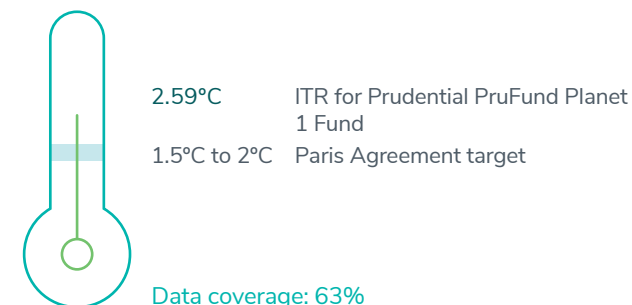 2.59°C ITR for Prudential PruFund Planet
1 Fund
1.5°C to 2°C Paris Agreement target
Data coverage: 63%